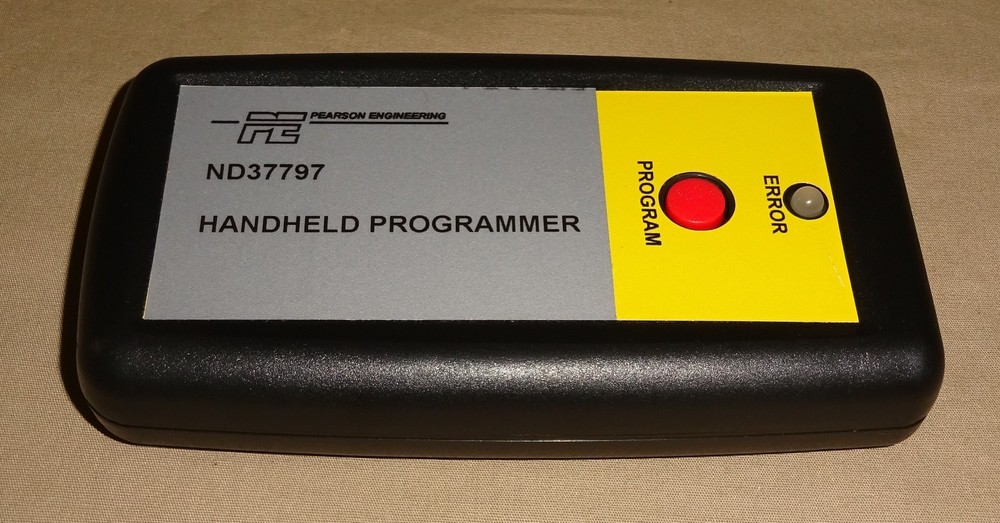 PE PEARSON ENGINEERING
ND37797
HANDHELD PROGRAMMER
PROGRAM
ERROR